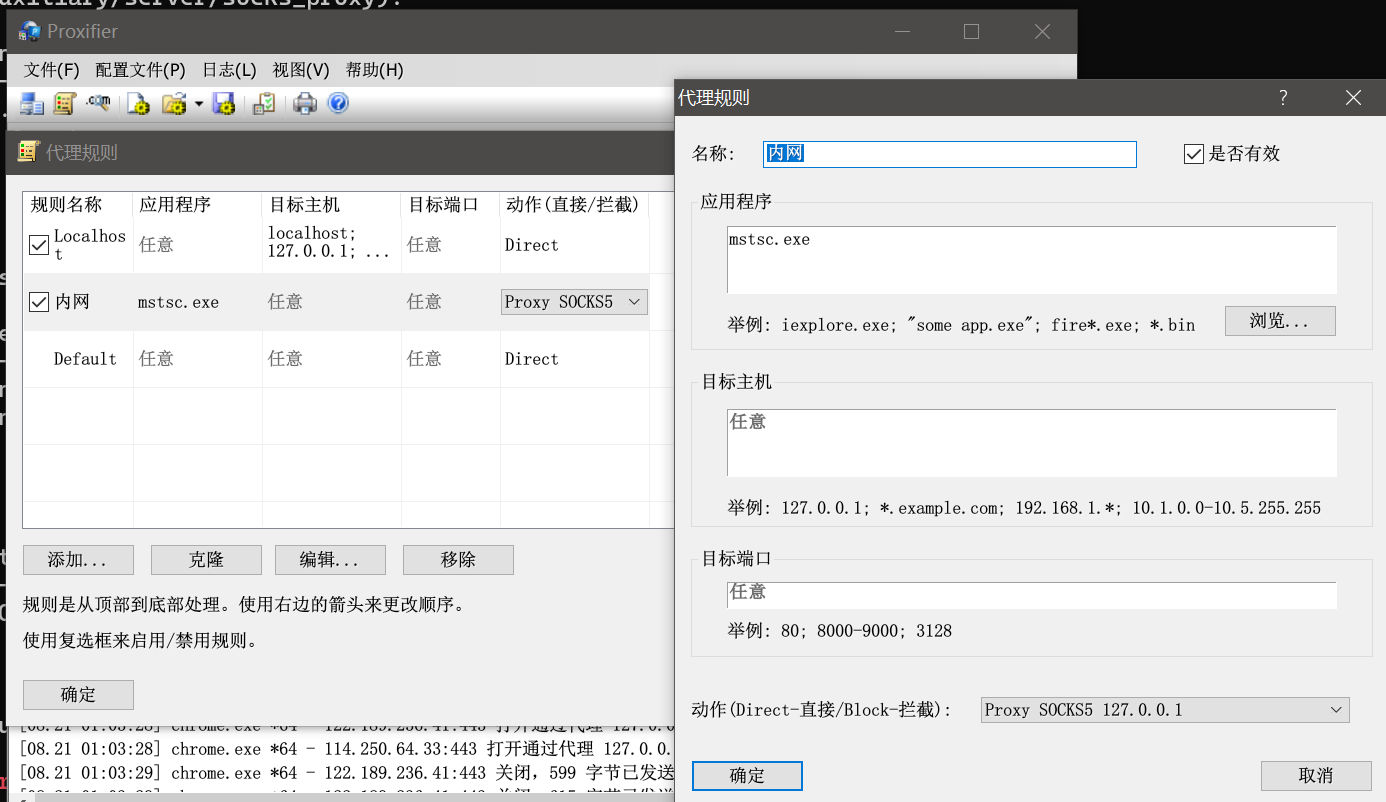 uxiliary/server/socks_proxy).
Proxifier
文件(F) 配置文件(P) 日志(L) 视图(V) 帮助(H)
代理规则
规则名称 应用程序 目标主机 目标端口 动作(直接/拦截)
Localhost 任意 localhost; 127.0.0.1; ... 任意 Direct
内网 mstsc.exe 任意 任意 Proxy SOCKS5
Default 任意 任意 任意 Direct
添加... 克隆 编辑... 移除
规则是从顶部到底部处理。使用右边的箭头来更改顺序。
使用复选框来启用/禁用规则。
确定
[08.21 01:03:28] chrome.exe *64 - 122.189.236.41:443 打开通过代理 127.0.0
[08.21 01:03:28] chrome.exe *64 - 114.250.64.33:443 打开通过代理 127.0.0.
[08.21 01:03:29] chrome.exe *64 - 122.189.236.41:443 关闭，599 字节已发送
代理规则
名称: 内网 是否有效
应用程序
mstsc.exe
举例: iexplore.exe; "some app.exe"; fire*.exe; *.bin 浏览...
目标主机
任意
举例: 127.0.0.1; *.example.com; 192.168.1.*; 10.1.0.0-10.5.255.255
目标端口
任意
举例: 80; 8000-9000; 3128
动作(Direct-直接/Block-拦截): Proxy SOCKS5 127.0.0.1
确定 取消